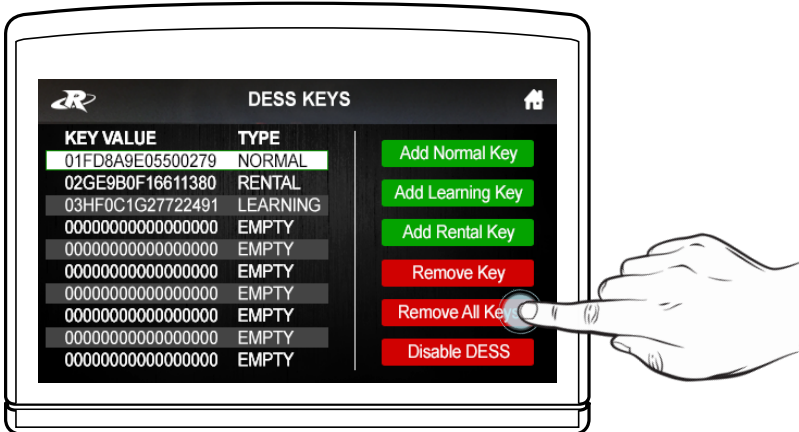 R
DESS KEYS
KEY VALUE TYPE
01FD8A9E05500279 NORMAL
02GE9B0F16611380 RENTAL
03HF0C1G27722491 LEARNING
0000000000000000 EMPTY
0000000000000000 EMPTY
0000000000000000 EMPTY
0000000000000000 EMPTY
0000000000000000 EMPTY
0000000000000000 EMPTY
0000000000000000 EMPTY
Add Normal Key
Add Learning Key
Add Rental Key
Remove Key
Remove All Keys
Disable DESS